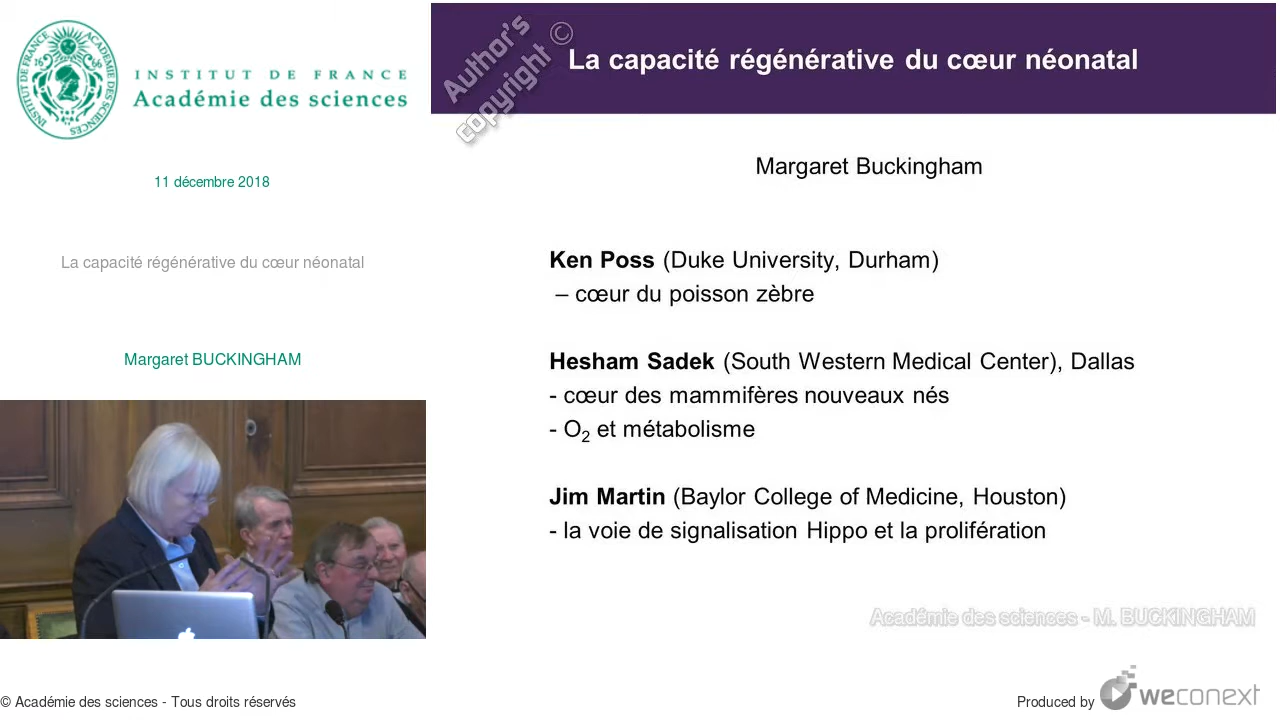 INSTITUT DE FRANCE
Académie des sciences
11 décembre 2018
La capacité régénérative du cœur néonatal
Margaret BUCKINGHAM
Author's ©
copyright
La capacité régénérative du cœur néonatal
Margaret Buckingham
Ken Poss (Duke University, Durham)
– cœur du poisson zèbre
Hesham Sadek (South Western Medical Center), Dallas
- cœur des mammifères nouveaux nés
- O₂ et métabolisme
Jim Martin (Baylor College of Medicine, Houston)
- la voie de signalisation Hippo et la prolifération
Académie des sciences - M. BUCKINGHAM
© Académie des sciences - Tous droits réservés
Produced by weconext